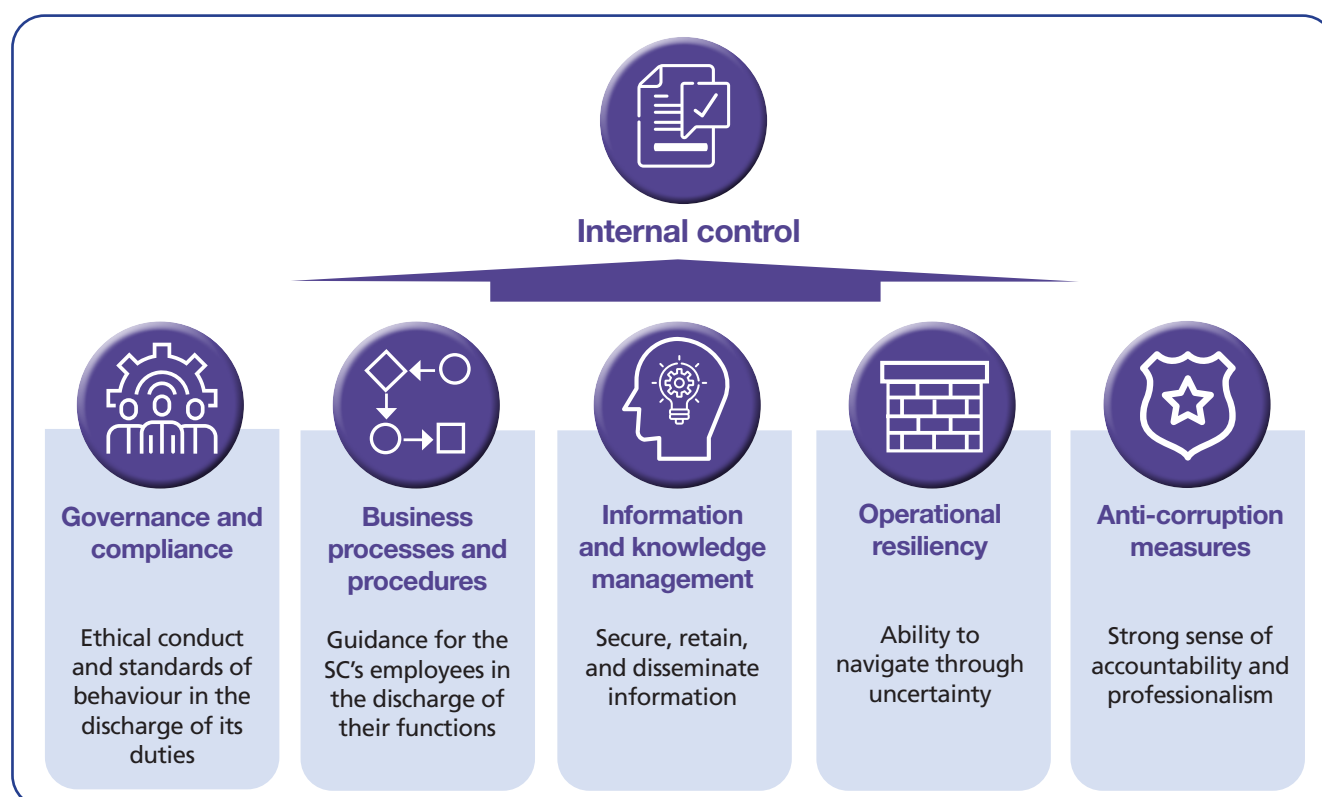 Internal control
Governance and
compliance
Ethical conduct
and standards of
behaviour in the
discharge of its
duties
Business
processes and
procedures
Guidance for the
SC’s employees in
the discharge of
their functions
Information
and knowledge
management
Secure, retain,
and disseminate
information
Operational
resiliency
Ability to
navigate through
uncertainty
Anti-corruption
measures
Strong sense of
accountability and
professionalism